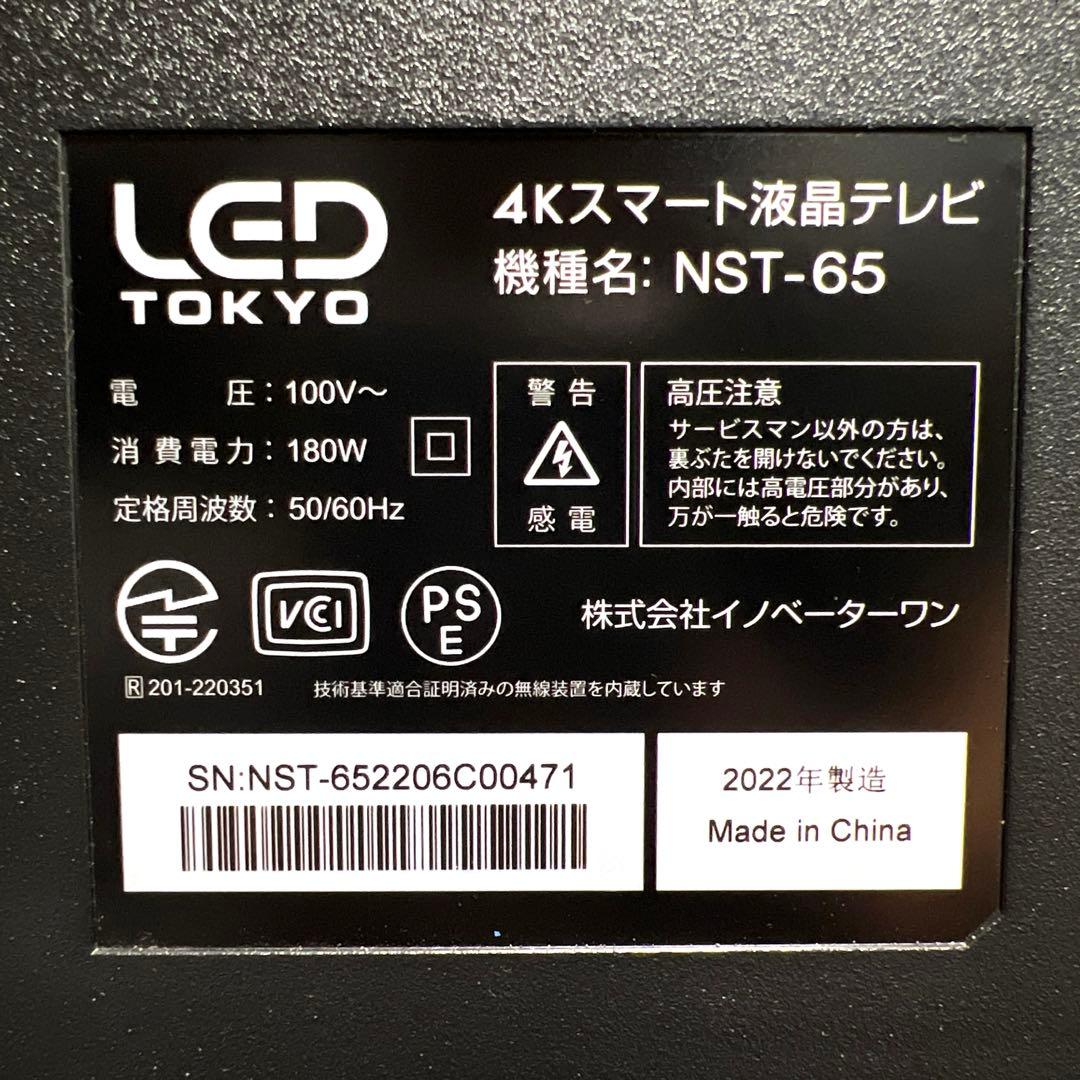 LED
TOKYO
4Kスマート液晶テレビ
機種名: NST-65
電 圧：100V～
消費電力：180W
定格周波数：50/60Hz
警告
感電
高圧注意
サービスマン以外の方は、
裏ぶたを開けないでください。
内部には高電圧部分があり、
万が一触ると危険です。
VCI
PSE
株式会社イノベーターワン
R 201-220351
技術基準適合証明済みの無線装置を内蔵しています
SN:NST-652206C00471
2022年製造
Made in China